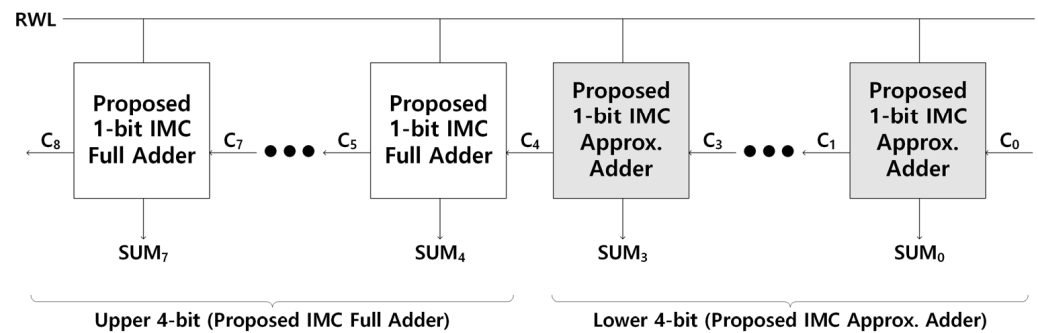 RWL
Proposed
1-bit IMC
Full Adder
Proposed
1-bit IMC
Full Adder
Proposed
1-bit IMC
Approx.
Adder
Proposed
1-bit IMC
Approx.
Adder
C₈
C₇
C₅
C₄
C₃
C₁
C₀
SUM₇
SUM₄
SUM₃
SUM₀
Upper 4-bit (Proposed IMC Full Adder)
Lower 4-bit (Proposed IMC Approx. Adder)